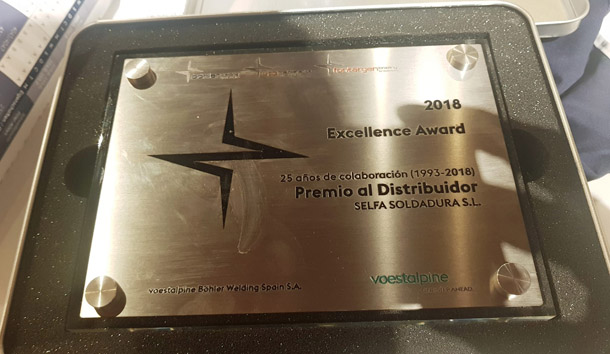 2018
Excellence Award
25 años de colaboración (1993-2018)
Premio al Distribuidor
SELFA SOLDADURA S.L.
voestalpine Böhler Welding Spain S.A.
voestalpine
AHEAD.